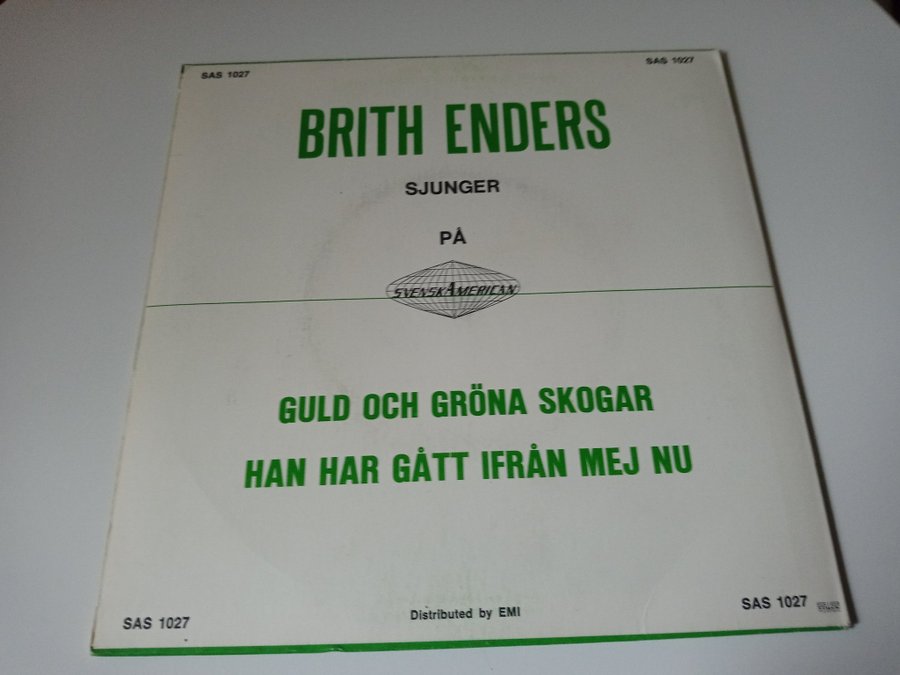 SAS 1027
SAS 1027
BRITH ENDERS
SJUNGER
PÅ
SVENSKAMERICAN
GULD OCH GRÖNA SKOGAR
HAN HAR GÅTT IFRÅN MEJ NU
SAS 1027
Distributed by EMI
SAS 1027